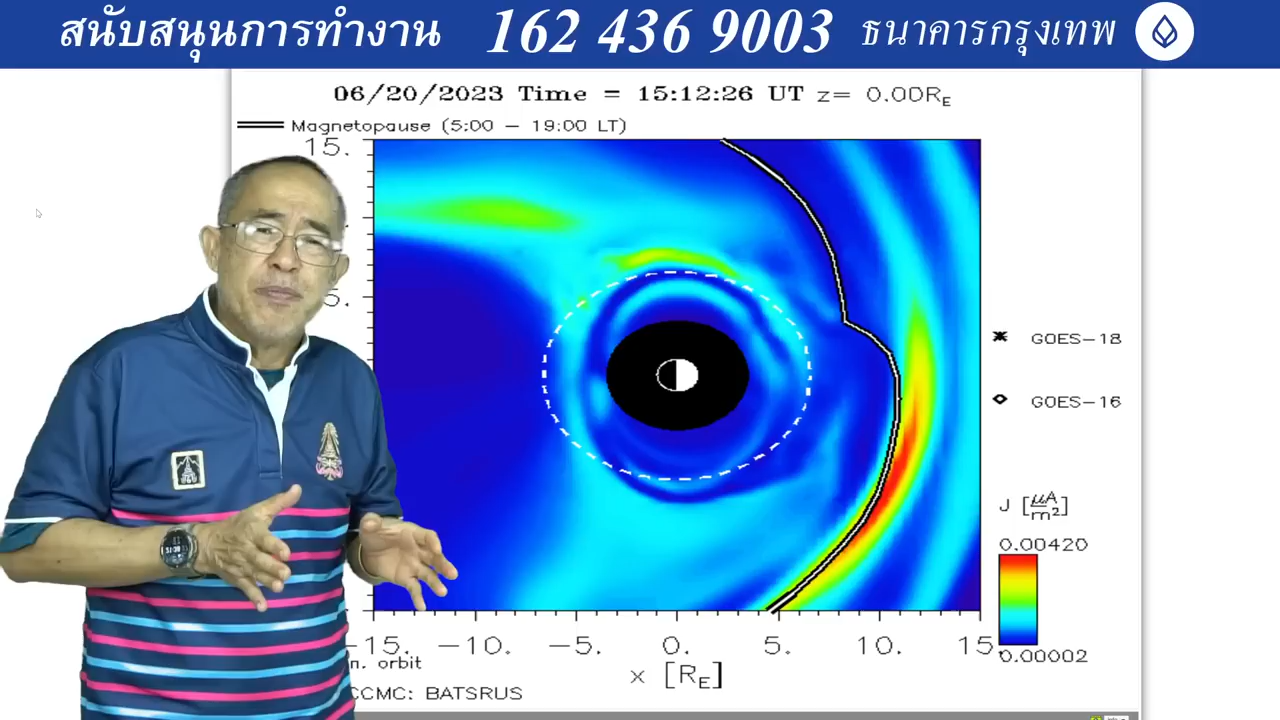 สนับสนุนการทำงาน 162 436 9003 ธนาคารกรุงเทพ
06/20/2023 Time = 15:12:26 UT z= 0.00RE
Magnetopause (5:00 – 19:00 LT)
15.
5.
GOES-18
GOES-16
J [μA/m²]
0.00420
0.00002
-15. -10. -5. 0. 5. 10. 15.
n. orbit
x [RE]
CCMC: BATSRUS